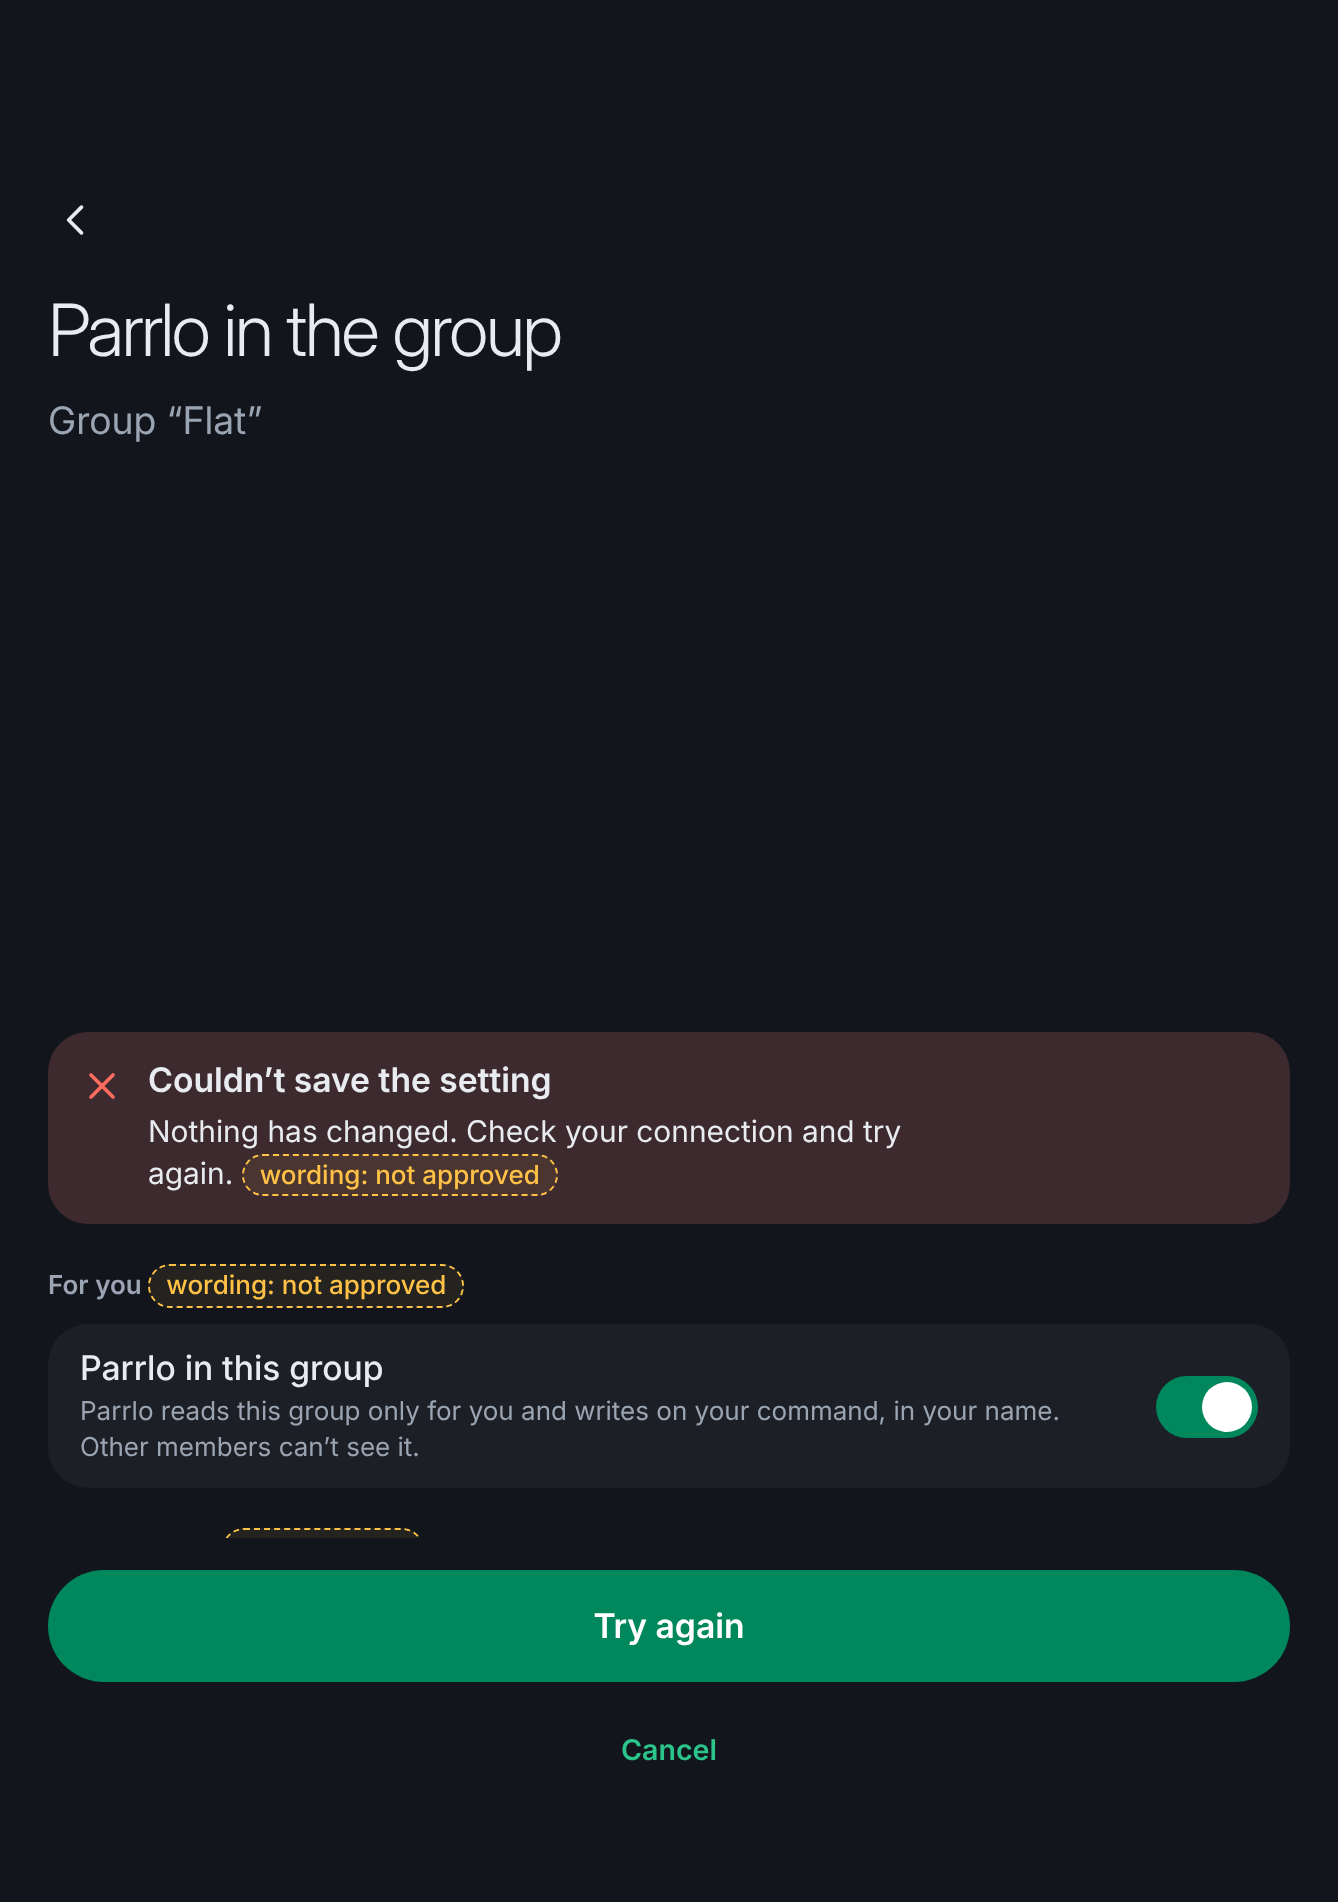 Parrlo in the group
Group “Flat”
Couldn’t save the setting
Nothing has changed. Check your connection and try
again. wording: not approved
For you wording: not approved
Parrlo in this group
Parrlo reads this group only for you and writes on your command, in your name.
Other members can’t see it.
Try again
Cancel